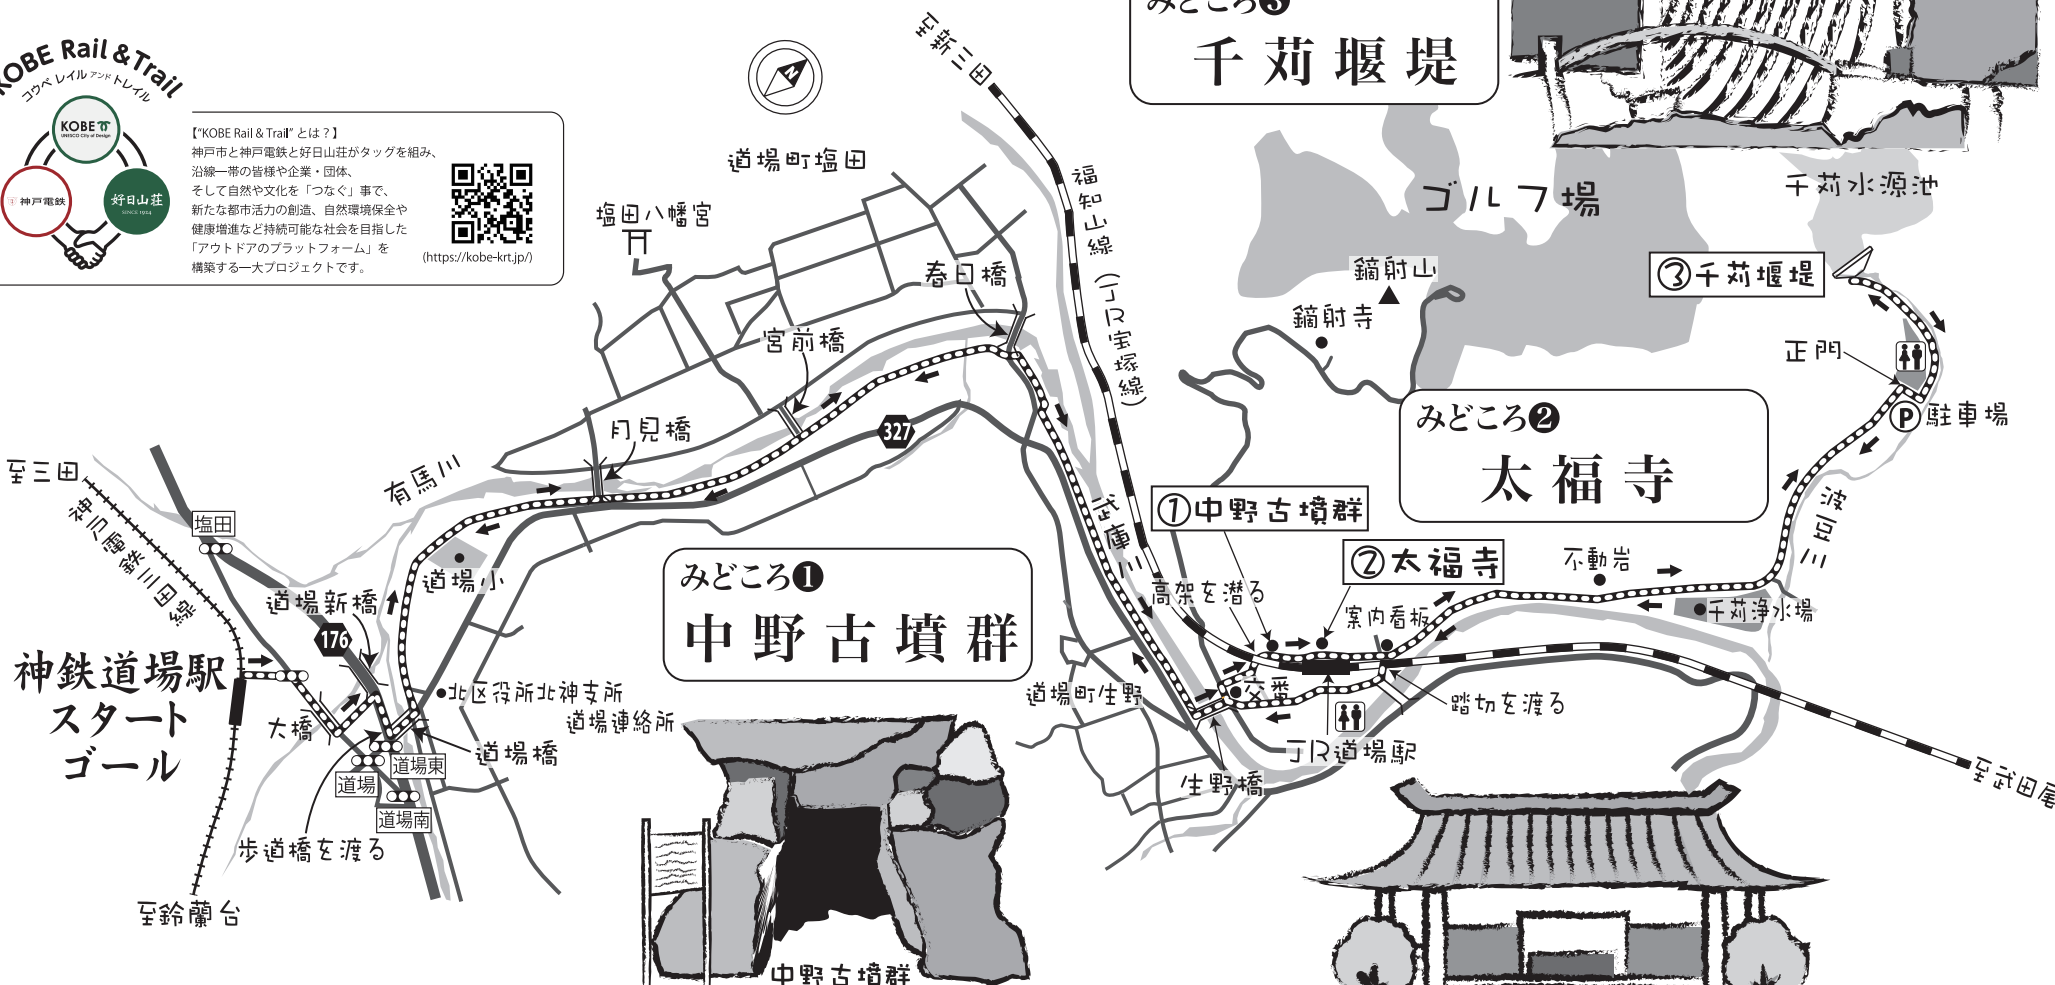 KOBE Rail & Trail
コウベ レイル アンド トレイル
KOBE
UNESCO City of Design
神戸電鉄
好日山荘
SINCE 1924
【“KOBE Rail & Trail” とは？】
神戸市と神戸電鉄と好日山荘がタッグを組み、
沿線一帯の皆様や企業・団体、
そして自然や文化を「つなぐ」事で、
新たな都市活力の創造、自然環境保全や
健康増進など持続可能な社会を目指した
「アウトドアのプラットフォーム」を
構築する一大プロジェクトです。
(https://kobe-krt.jp/)
N
みどころ❸
千苅堰堤
至新三田
道場町塩田
塩田八幡宮
春日橋
宮前橋
月見橋
福知山線(JR宝塚線)
ゴルフ場
千苅水源池
鏑射山
鏑射寺
③千苅堰堤
正門
P
駐車場
みどころ❷
太福寺
波豆川
327
有馬川
至三田
神戸電鉄三田線
塩田
道場新橋
176
道場小
武庫川
①中野古墳群
②太福寺
高架を潜る
案内看板
不動岩
千苅浄水場
みどころ❶
中野古墳群
神鉄道場駅
スタート
ゴール
大橋
北区役所北神支所
道場連絡所
道場橋
道場東
道場
道場南
歩道橋を渡る
至鈴蘭台
道場町生野
交番
踏切を渡る
JR道場駅
生野橋
至武田尾
中野古墳群